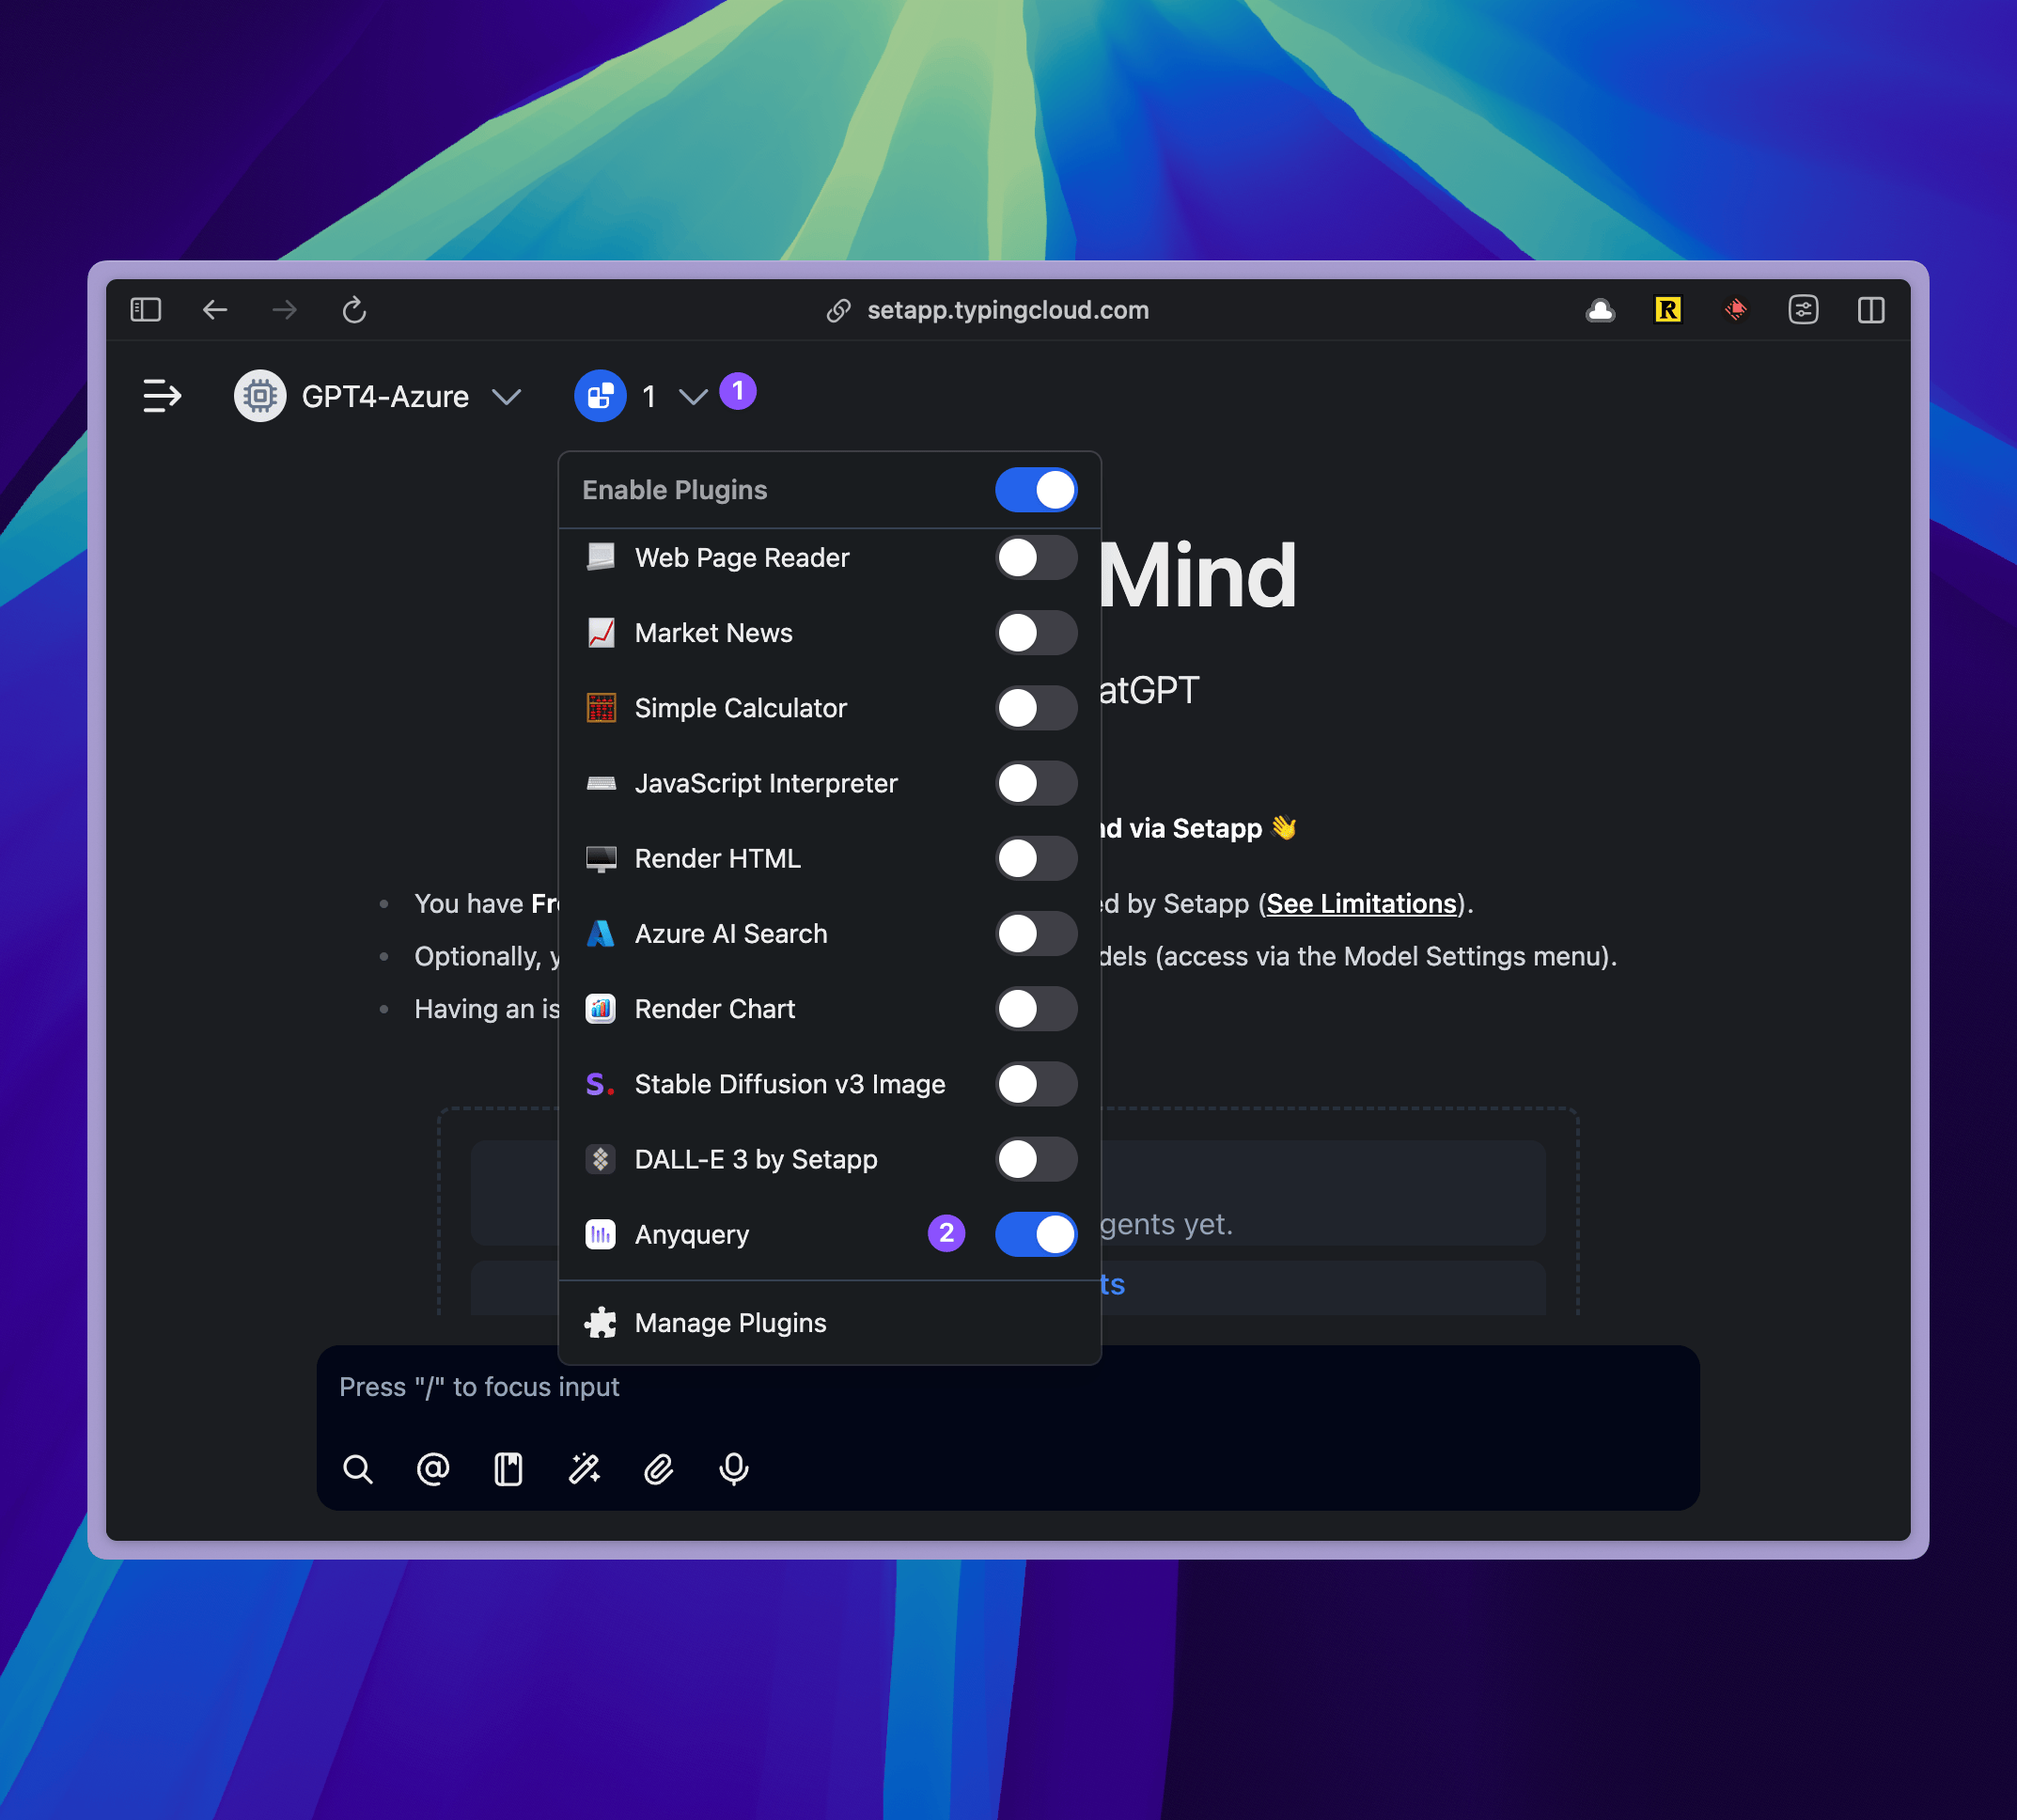 setapp.typingcloud.com
R
GPT4-Azure
1
1
Enable Plugins
Web Page Reader
Market News
Simple Calculator
JavaScript Interpreter
Render HTML
Azure AI Search
Render Chart
S. Stable Diffusion v3 Image
DALL-E 3 by Setapp
Anyquery
2
Manage Plugins
Mind
atGPT
nd via Setapp 👋
You have Fr
ed by Setapp (See Limitations).
Optionally, y
dels (access via the Model Settings menu).
Having an is
gents yet.
ts
Press "/" to focus input